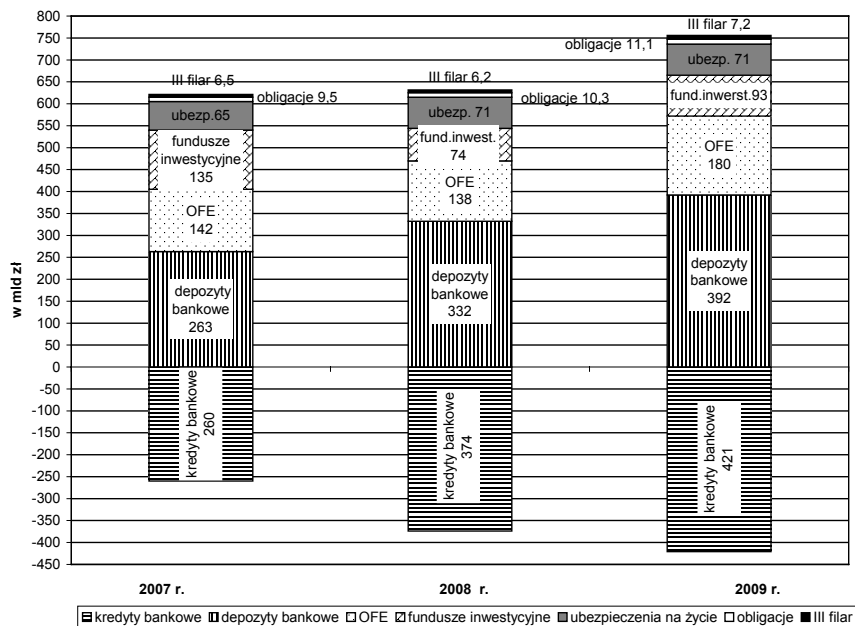 w mld zł
800
750
700
650
600
550
500
450
400
350
300
250
200
150
100
50
0
-50
-100
-150
-200
-250
-300
-350
-400
-450
III filar 6,5
obligacje 9,5
ubezp.65
fundusze
inwestycyjne
135
OFE
142
depozyty
bankowe
263
kredyty bankowe
260
III filar 6,2
obligacje 10,3
ubezp. 71
fund.inwest.
74
OFE
138
depozyty
bankowe
332
kredyty bankowe
374
III filar 7,2
obligacje 11,1
ubezp. 71
fund.inwerst.93
OFE
180
depozyty
bankowe
392
kredyty bankowe
421
2007 r.
2008 r.
2009 r.
kredyty bankowe depozyty bankowe OFE fundusze inwestycyjne ubezpieczenia na życie obligacje III filar